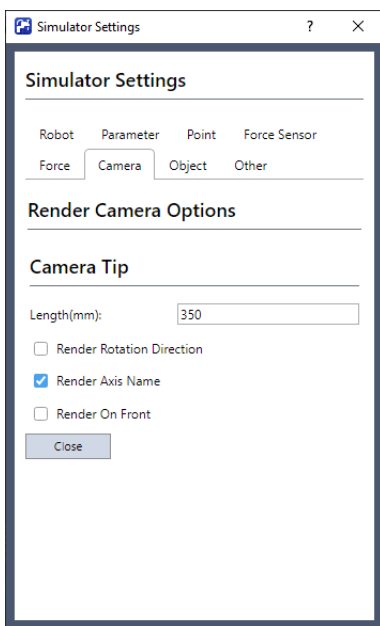 Simulator Settings
?
Simulator Settings
Robot Parameter Point Force Sensor
Force Camera Object Other
Render Camera Options
Camera Tip
Length(mm): 350
Render Rotation Direction
Render Axis Name
Render On Front
Close